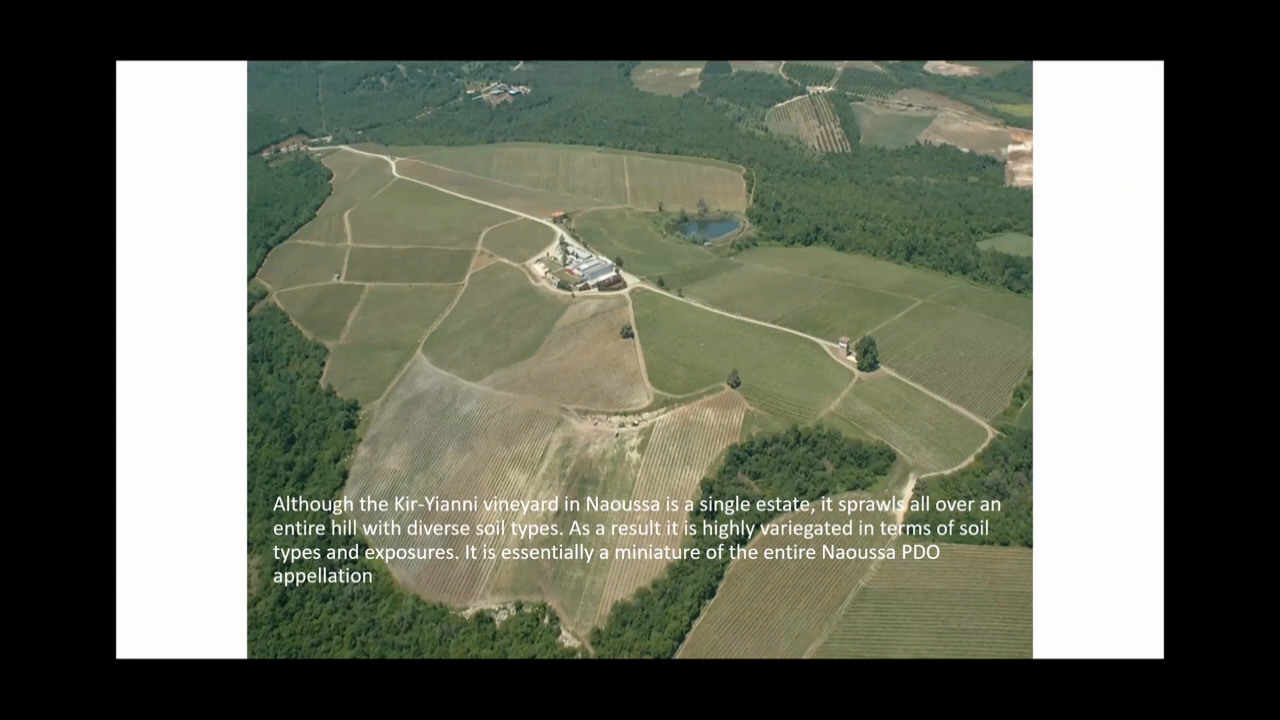 Although the Kir-Yianni vineyard in Naoussa is a single estate, it sprawls all over an
entire hill with diverse soil types. As a result it is highly variegated in terms of soil
types and exposures. It is essentially a miniature of the entire Naoussa PDO
appellation